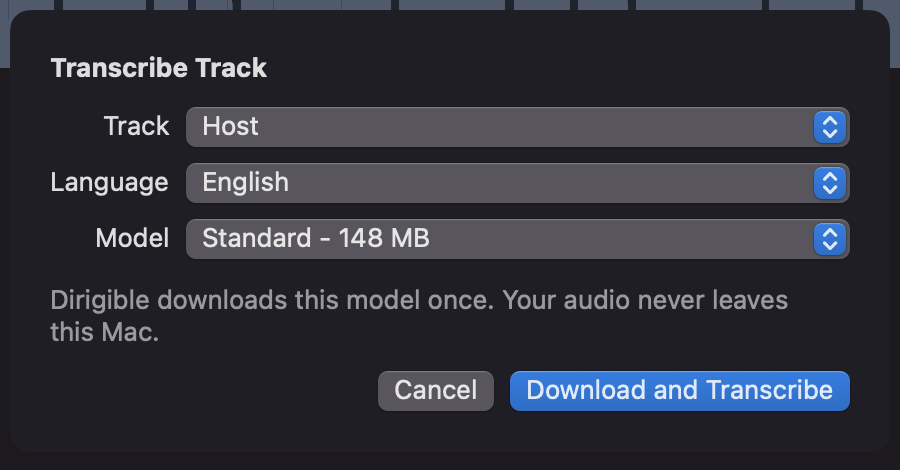 Transcribe Track
Track Host
Language English
Model Standard - 148 MB
Dirigible downloads this model once. Your audio never leaves
this Mac.
Cancel Download and Transcribe